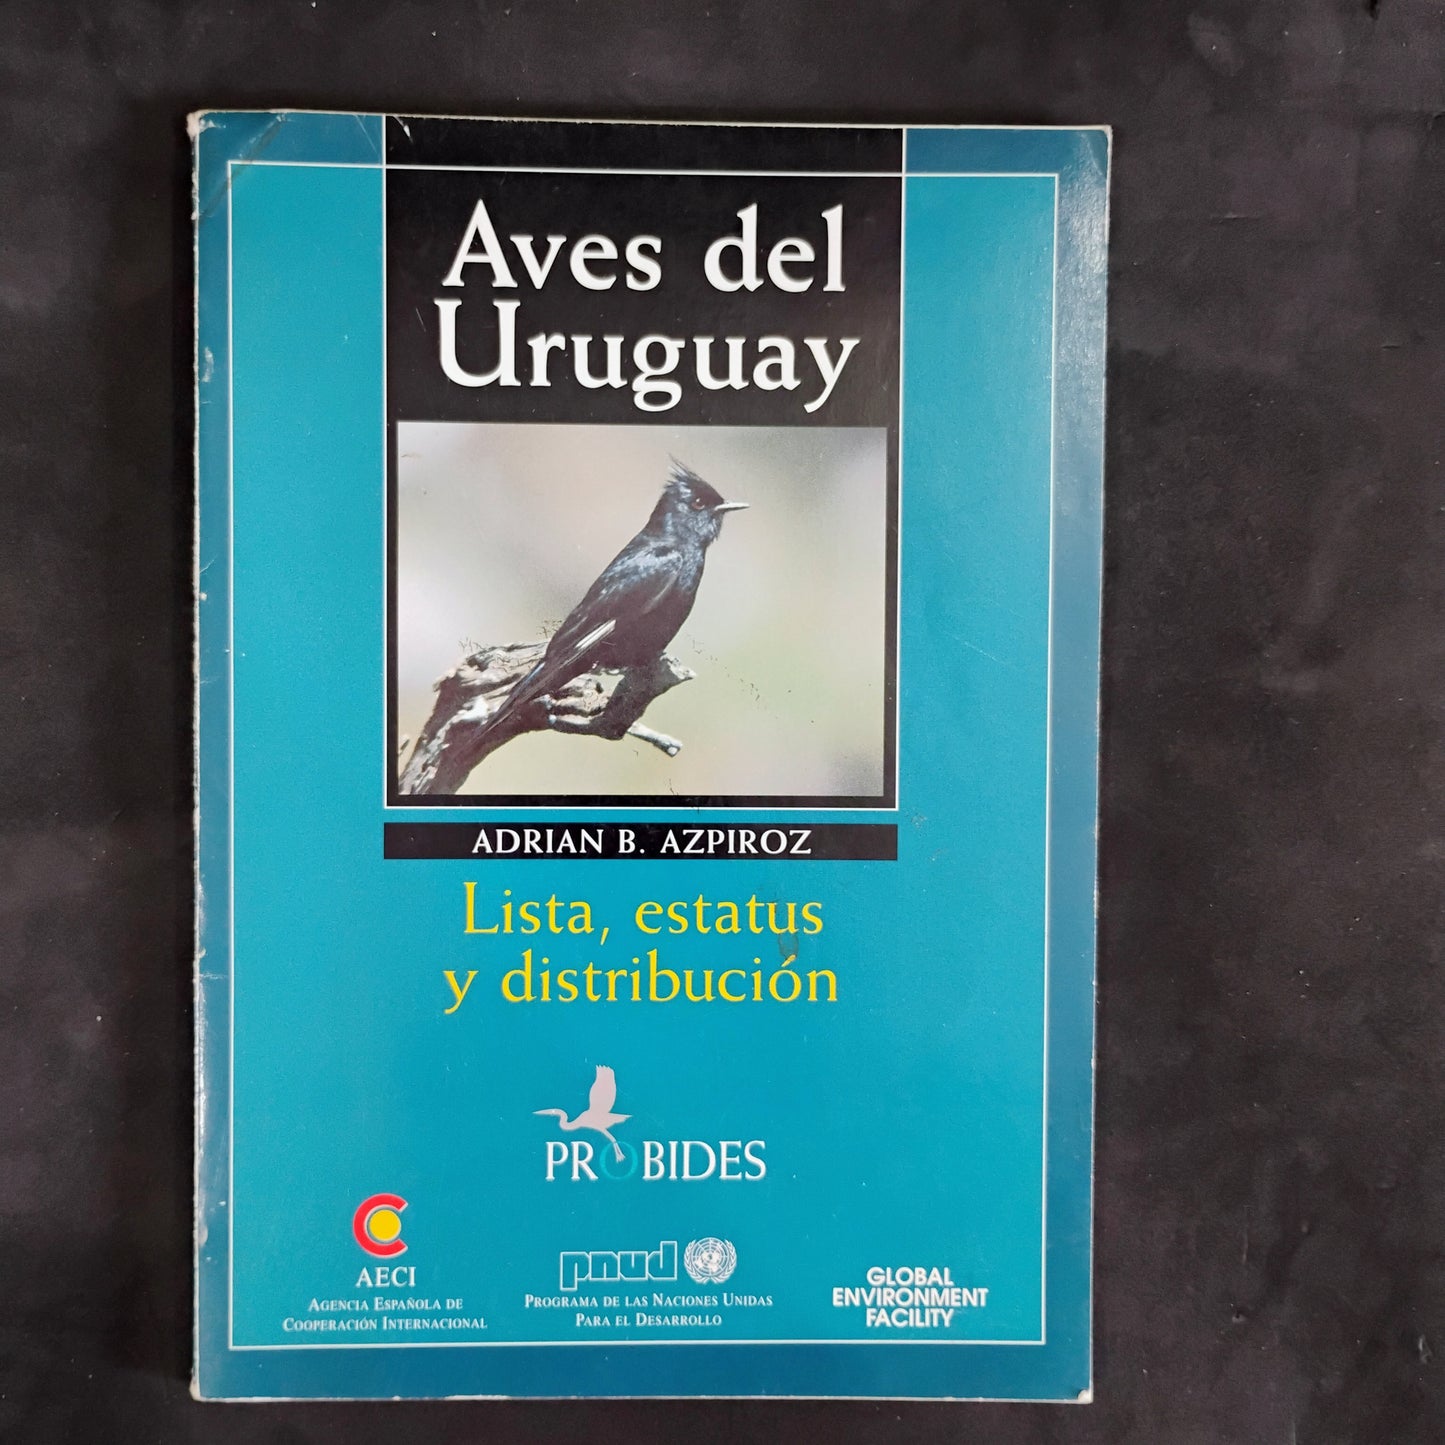 Aves del
Uruguay
ADRIAN B. AZPIROZ
Lista, estatus
y distribución
PROBIDES
AECI
AGENCIA ESPAÑOLA DE
COOPERACIÓN INTERNACIONAL
pnud
PROGRAMA DE LAS NACIONES UNIDAS
PARA EL DESARROLLO
GLOBAL
ENVIRONMENT
FACILITY